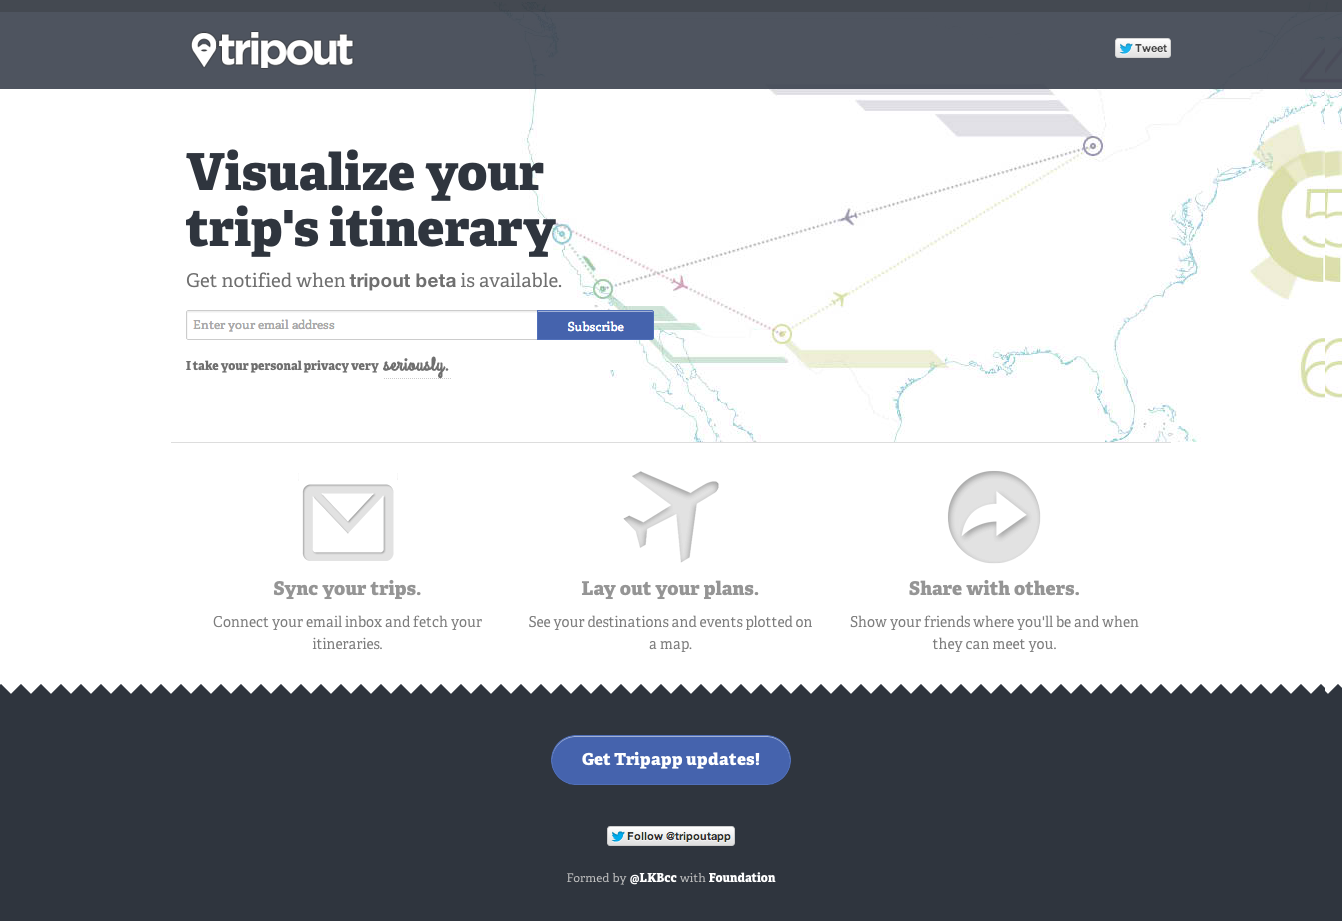 tripout
Tweet
Visualize your
trip's itinerary
Get notified when tripout beta is available.
Enter your email address
Subscribe
I take your personal privacy very seriously.
Sync your trips.
Connect your email inbox and fetch your
itineraries.
Lay out your plans.
See your destinations and events plotted on
a map.
Share with others.
Show your friends where you'll be and when
they can meet you.
Get Tripapp updates!
Follow @tripoutapp
Formed by @LKBcc with Foundation